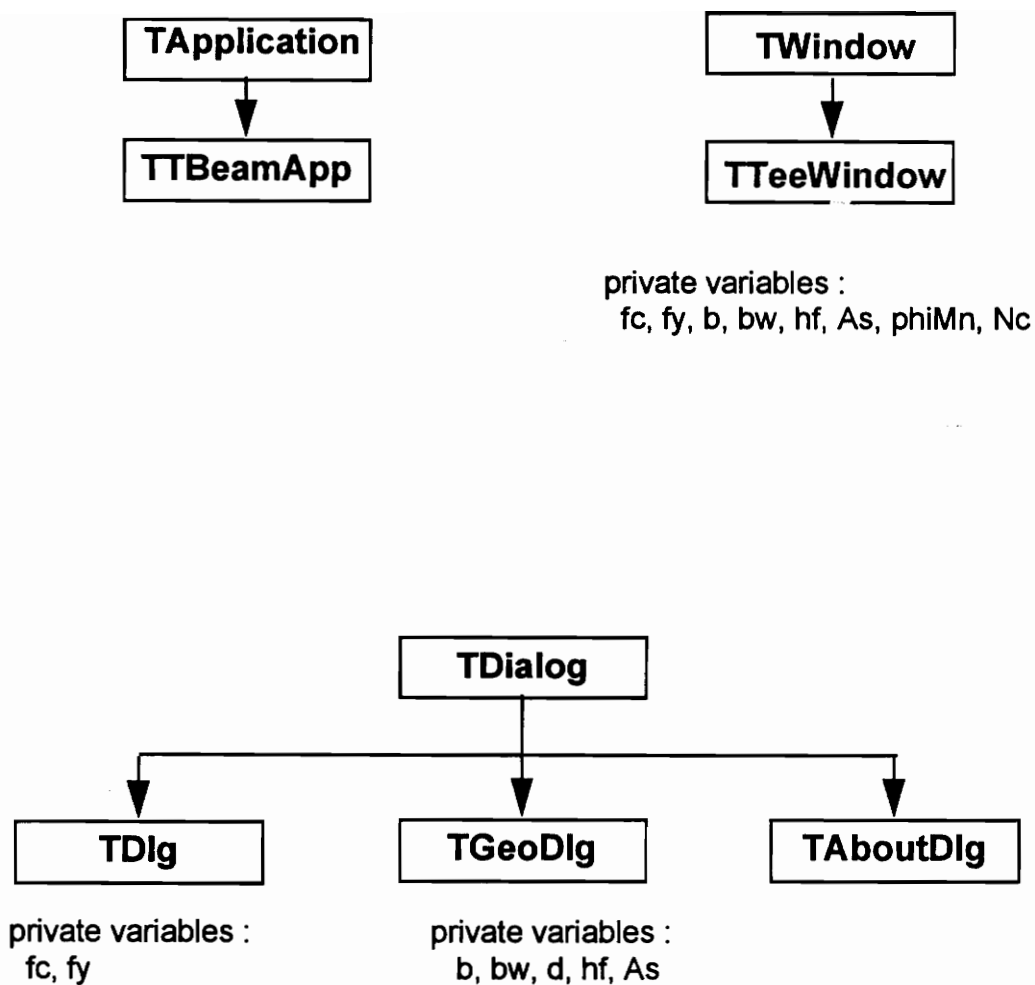 TApplication
TWindow
TTBeamApp
TTeeWindow
private variables :
fc, fy, b, bw, hf, As, phiMn, Nc
TDialog
TDlg
TGeoDlg
TAboutDlg
private variables :
fc, fy
private variables :
b, bw, d, hf, As